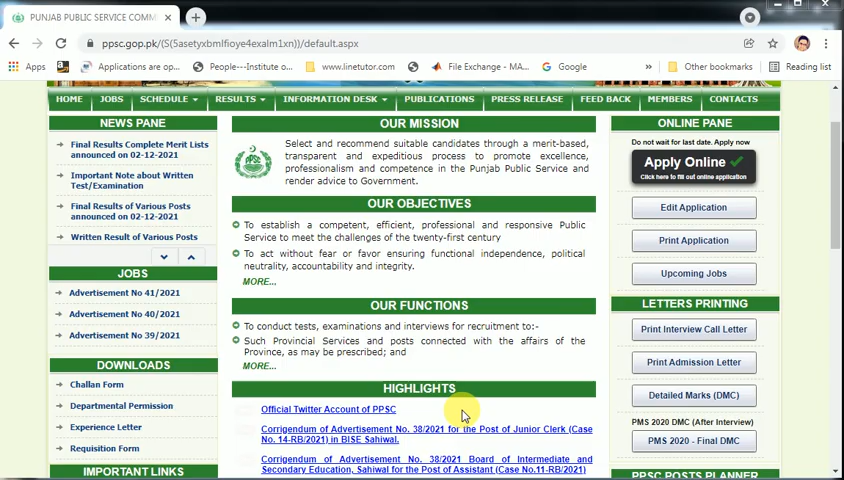 PUNJAB PUBLIC SERVICE COMM
ppsc.gop.pk/(S(5asetyxbmlfioye4exalm1xn))/default.aspx
Apps
Applications are op...
People---Institute o...
www.linetutor.com
File Exchange - MA...
Google
Other bookmarks
Reading list
HOME JOBS SCHEDULE RESULTS INFORMATION DESK PUBLICATIONS PRESS RELEASE FEED BACK MEMBERS CONTACTS
NEWS PANE
Final Results Complete Merit Lists
announced on 02-12-2021
Important Note about Written
Test/Examination
Final Results of Various Posts
announced on 02-12-2021
Written Result of Various Posts
JOBS
Advertisement No 41/2021
Advertisement No 40/2021
Advertisement No 39/2021
DOWNLOADS
Challan Form
Departmental Permission
Experience Letter
Requisition Form
IMPORTANT LINKS
OUR MISSION
Select and recommend suitable candidates through a merit-based,
transparent and expeditious process to promote excellence,
professionalism and competence in the Punjab Public Service and
render advice to Government.
OUR OBJECTIVES
To establish a competent, efficient, professional and responsive Public
Service to meet the challenges of the twenty-first century
To act without fear or favor ensuring functional independence, political
neutrality, accountability and integrity.
MORE...
OUR FUNCTIONS
To conduct tests, examinations and interviews for recruitment to:-
Such Provincial Services and posts connected with the affairs of the
Province, as may be prescribed; and
MORE...
HIGHLIGHTS
Official Twitter Account of PPSC
Corrigendum of Advertisement No. 38/2021 for the Post of Junior Clerk (Case
No. 14-RB/2021) in BISE Sahiwal.
Corrigendum of Advertisement No. 38/2021 Board of Intermediate and
Secondary Education, Sahiwal for the Post of Assistant (Case No.11-RB/2021)
ONLINE PANE
Do not wait for last date. Apply now
Apply Online
Click here to fill out online application
Edit Application
Print Application
Upcoming Jobs
LETTERS PRINTING
Print Interview Call Letter
Print Admission Letter
Detailed Marks (DMC)
PMS 2020 DMC (After Interview)
PMS 2020 - Final DMC
PPSC POSTS PLANNER